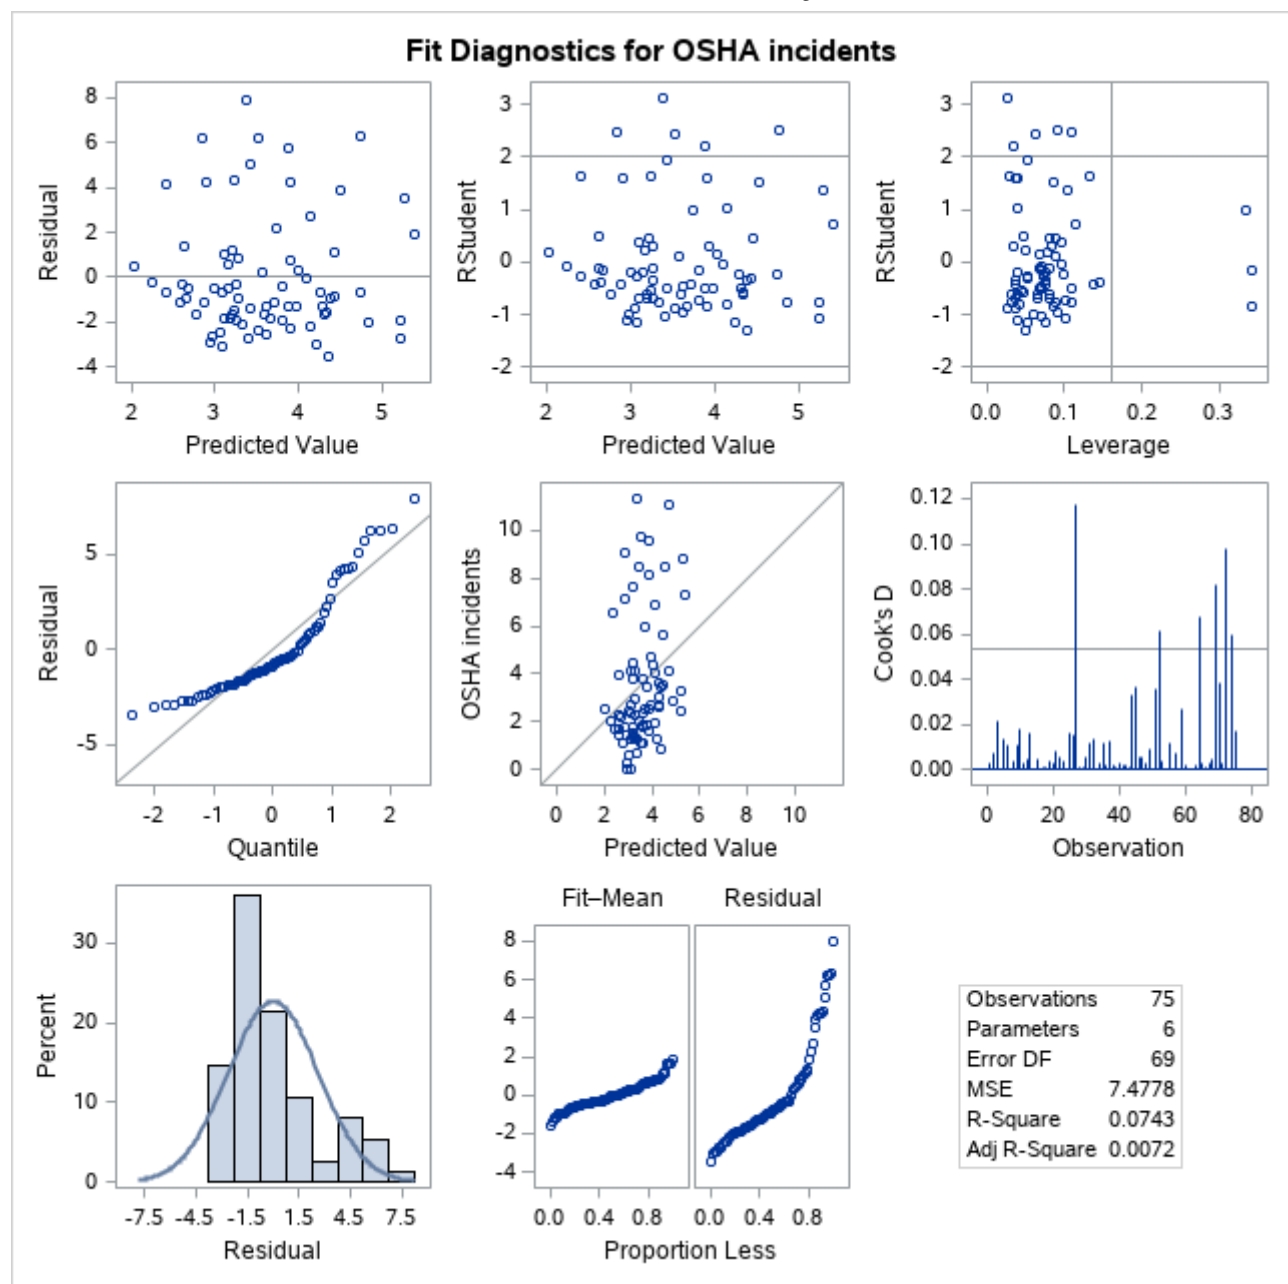 Fit Diagnostics for OSHA incidents
8
6
4
2
0
-2
-4
Residual
2 3 4 5
Predicted Value
3
2
1
0
-1
-2
RStudent
2 3 4 5
Predicted Value
3
2
1
0
-1
-2
RStudent
0.0 0.1 0.2 0.3
Leverage
5
0
-5
Residual
-2 -1 0 1 2
Quantile
10
8
6
4
2
0
OSHA incidents
0 2 4 6 8 10
Predicted Value
0.12
0.10
0.08
0.06
0.04
0.02
0.00
Cook's D
0 20 40 60 80
Observation
30
20
10
0
Percent
-7.5 -4.5 -1.5 1.5 4.5 7.5
Residual
Fit–Mean Residual
8
6
4
2
0
-2
-4
0.0 0.4 0.8 0.0 0.4 0.8
Proportion Less
Observations 75
Parameters 6
Error DF 69
MSE 7.4778
R-Square 0.0743
Adj R-Square 0.0072